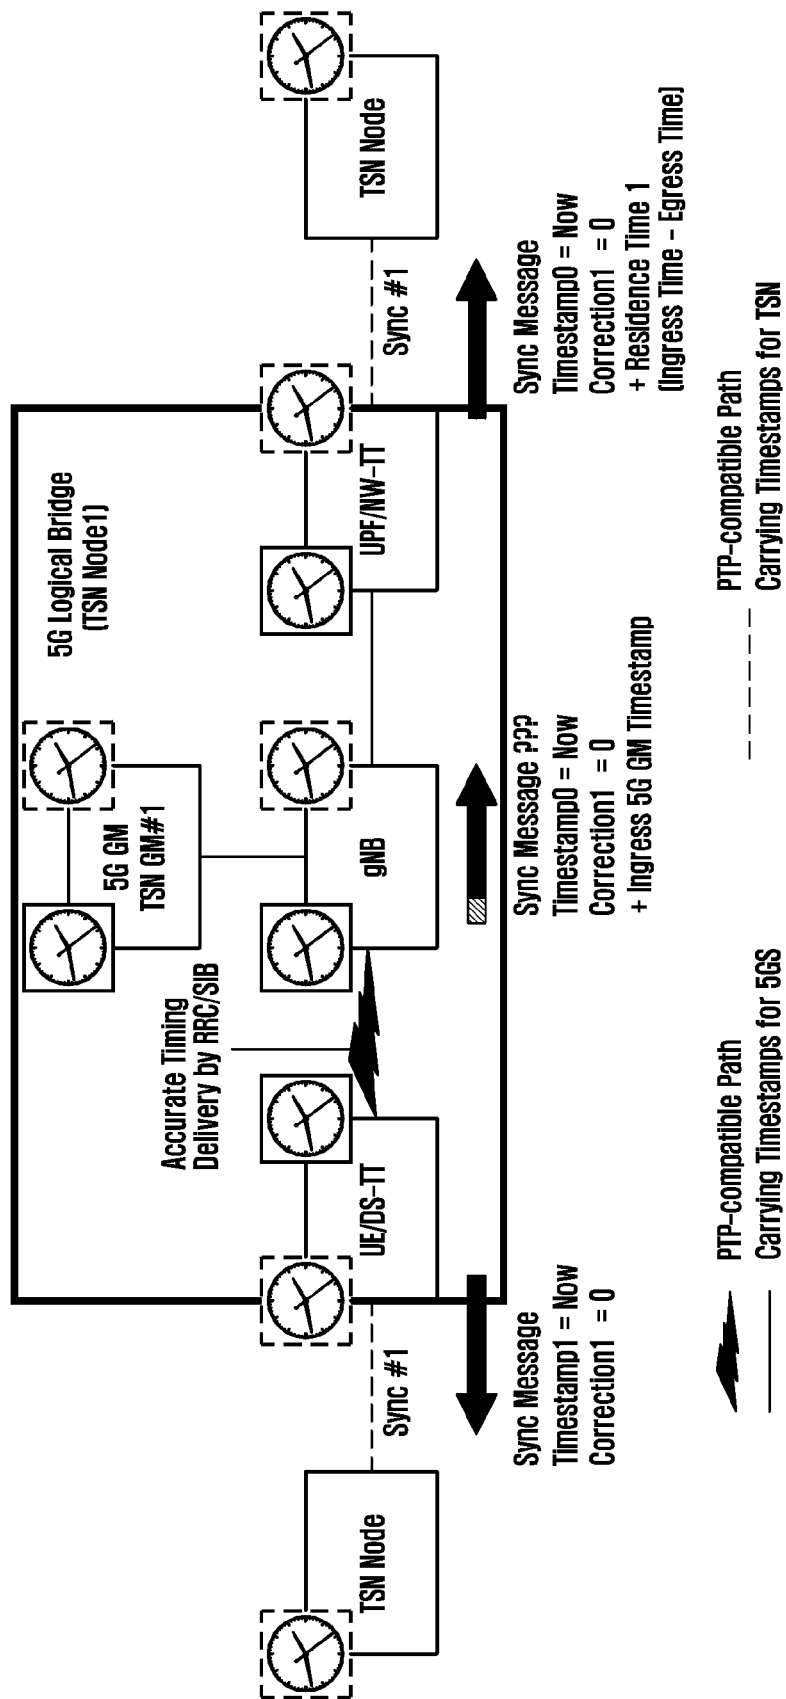 5G Logical Bridge
(TSN Node1)
5G GM
TSN GM#1
Accurate Timing
Delivery by RRC/SIB
TSN Node
Sync #1
UE/DS-TT
gNB
UPF/NW-TT
Sync #1
TSN Node
Sync Message
Timestamp1 = Now
Correction1 = 0
Sync Message ???
Timestamp0 = Now
Correction1 = 0
+ Ingress 5G GM Timestamp
Sync Message
Timestamp0 = Now
Correction1 = 0
+ Residence Time 1
(Ingress Time - Egress Time)
PTP-compatible Path
Carrying Timestamps for 5GS
PTP-compatible Path
Carrying Timestamps for TSN